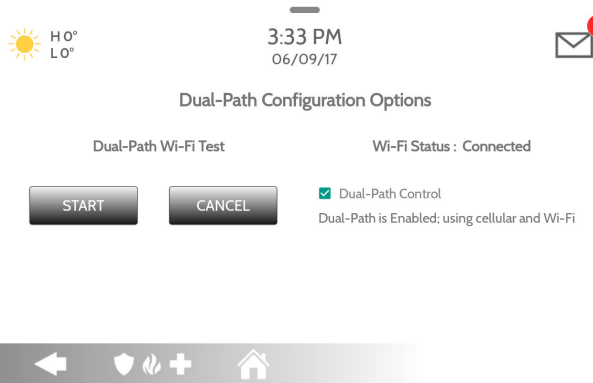 H 0°
L 0°
3:33 PM
06/09/17
Dual-Path Configuration Options
Dual-Path Wi-Fi Test
START
CANCEL
Wi-Fi Status : Connected
Dual-Path Control
Dual-Path is Enabled; using cellular and Wi-Fi